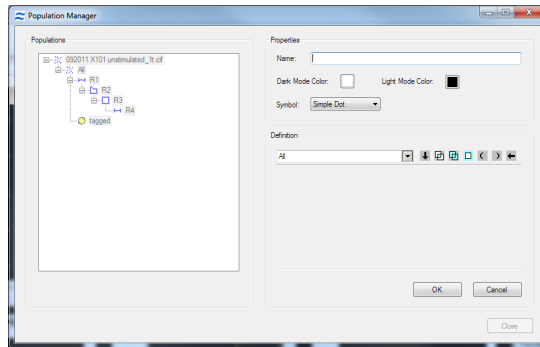 Population Manager
Populations
092011 X101 unstimulated_1t.cif
All
R1
R2
R3
R4
tagged
Properties
Name:
Dark Mode Color: Light Mode Color:
Symbol: Simple Dot
Definition
All
OK Cancel
Close